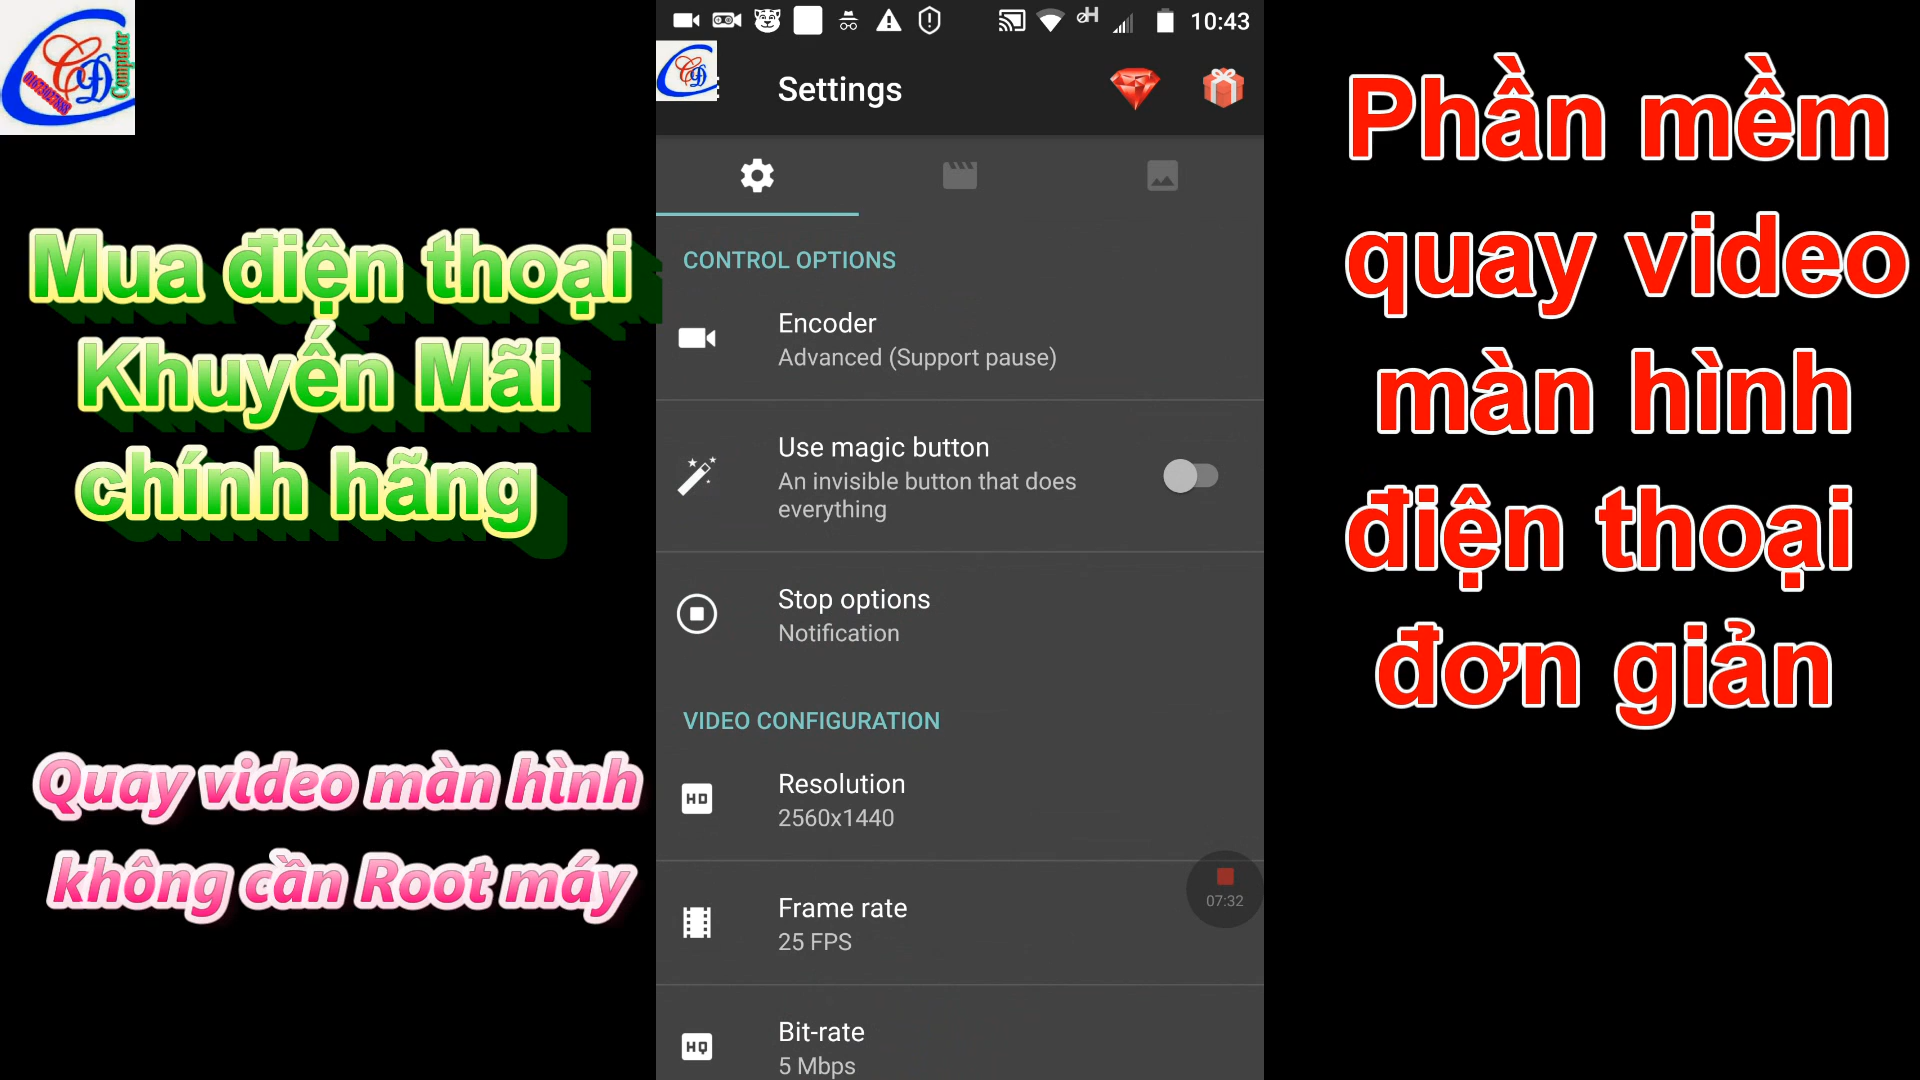 Computer
Mua điện thoại
Khuyến Mãi
chính hãng
Quay video màn hình
không cần Root máy
10:43
Settings
CONTROL OPTIONS
Encoder
Advanced (Support pause)
Use magic button
An invisible button that does
everything
Stop options
Notification
VIDEO CONFIGURATION
HD
Resolution
2560x1440
Frame rate
25 FPS
07:32
HQ
Bit-rate
5 Mbps
Phần mềm
quay video
màn hình
điện thoại
đơn giản